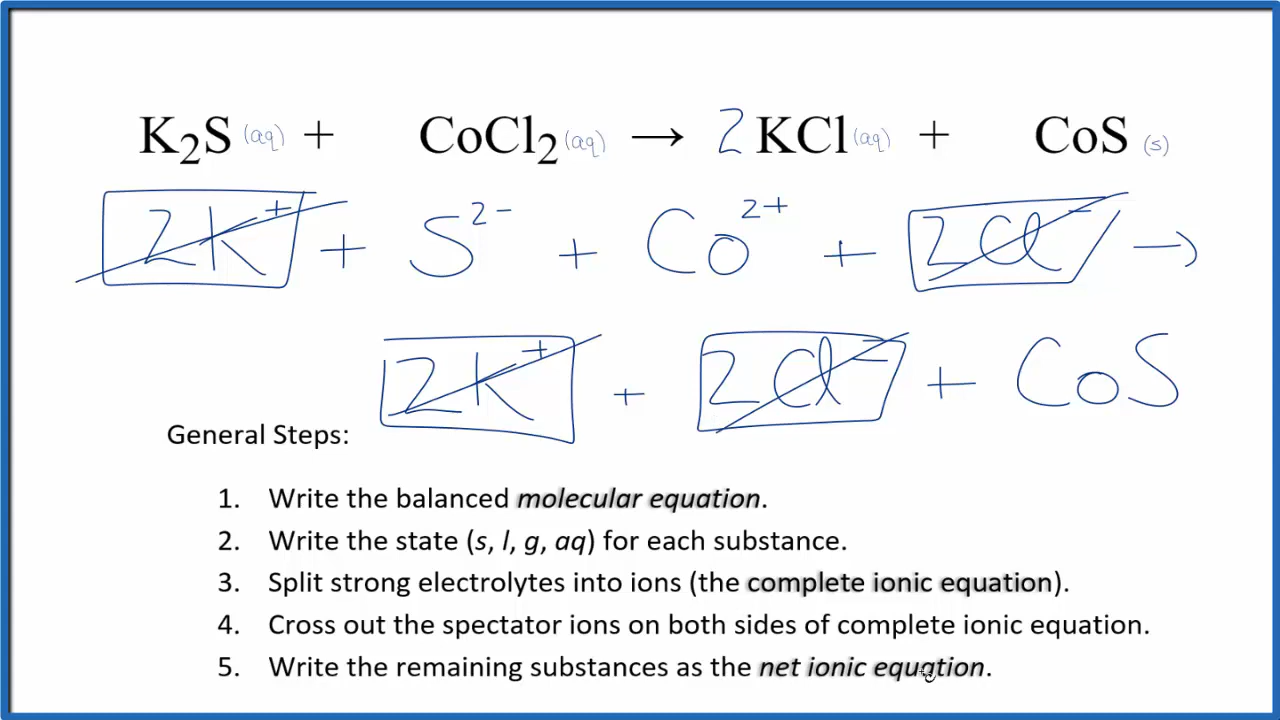 K₂S (aq) + CoCl₂ (aq) → 2 KCl (aq) + CoS (s)
2K⁺ + S²⁻ + Co²⁺ + 2Cl⁻ →
2K⁺ + 2Cl⁻ + CoS
General Steps:
1. Write the balanced molecular equation.
2. Write the state (s, l, g, aq) for each substance.
3. Split strong electrolytes into ions (the complete ionic equation).
4. Cross out the spectator ions on both sides of complete ionic equation.
5. Write the remaining substances as the net ionic equation.